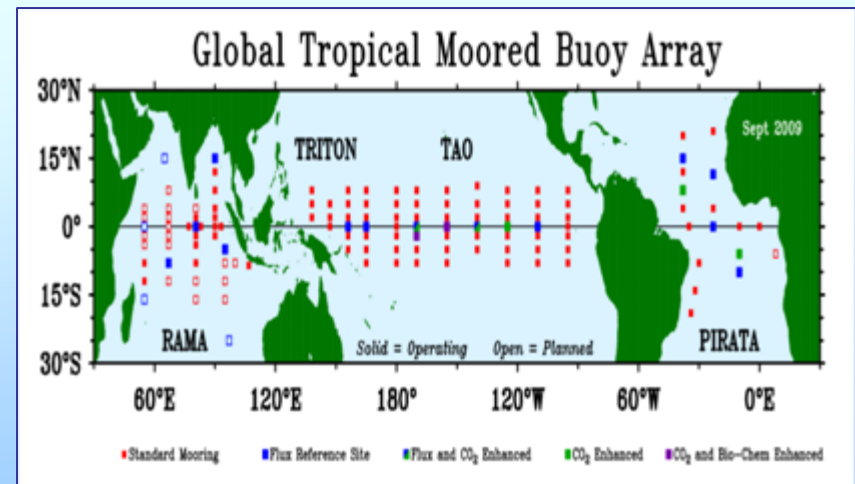 Global Tropical Moored Buoy Array
30°N
Sept 2009
TRITON TAO
15°N
0°
15°S
RAMA Solid = Operating Open = Planned PIRATA
30°S
60°E 120°E 180° 120°W 60°W 0°E
Standard Mooring Flux Reference Site Flux and CO₂ Enhanced CO₂ Enhanced CO₂ and Bio-Chem Enhanced